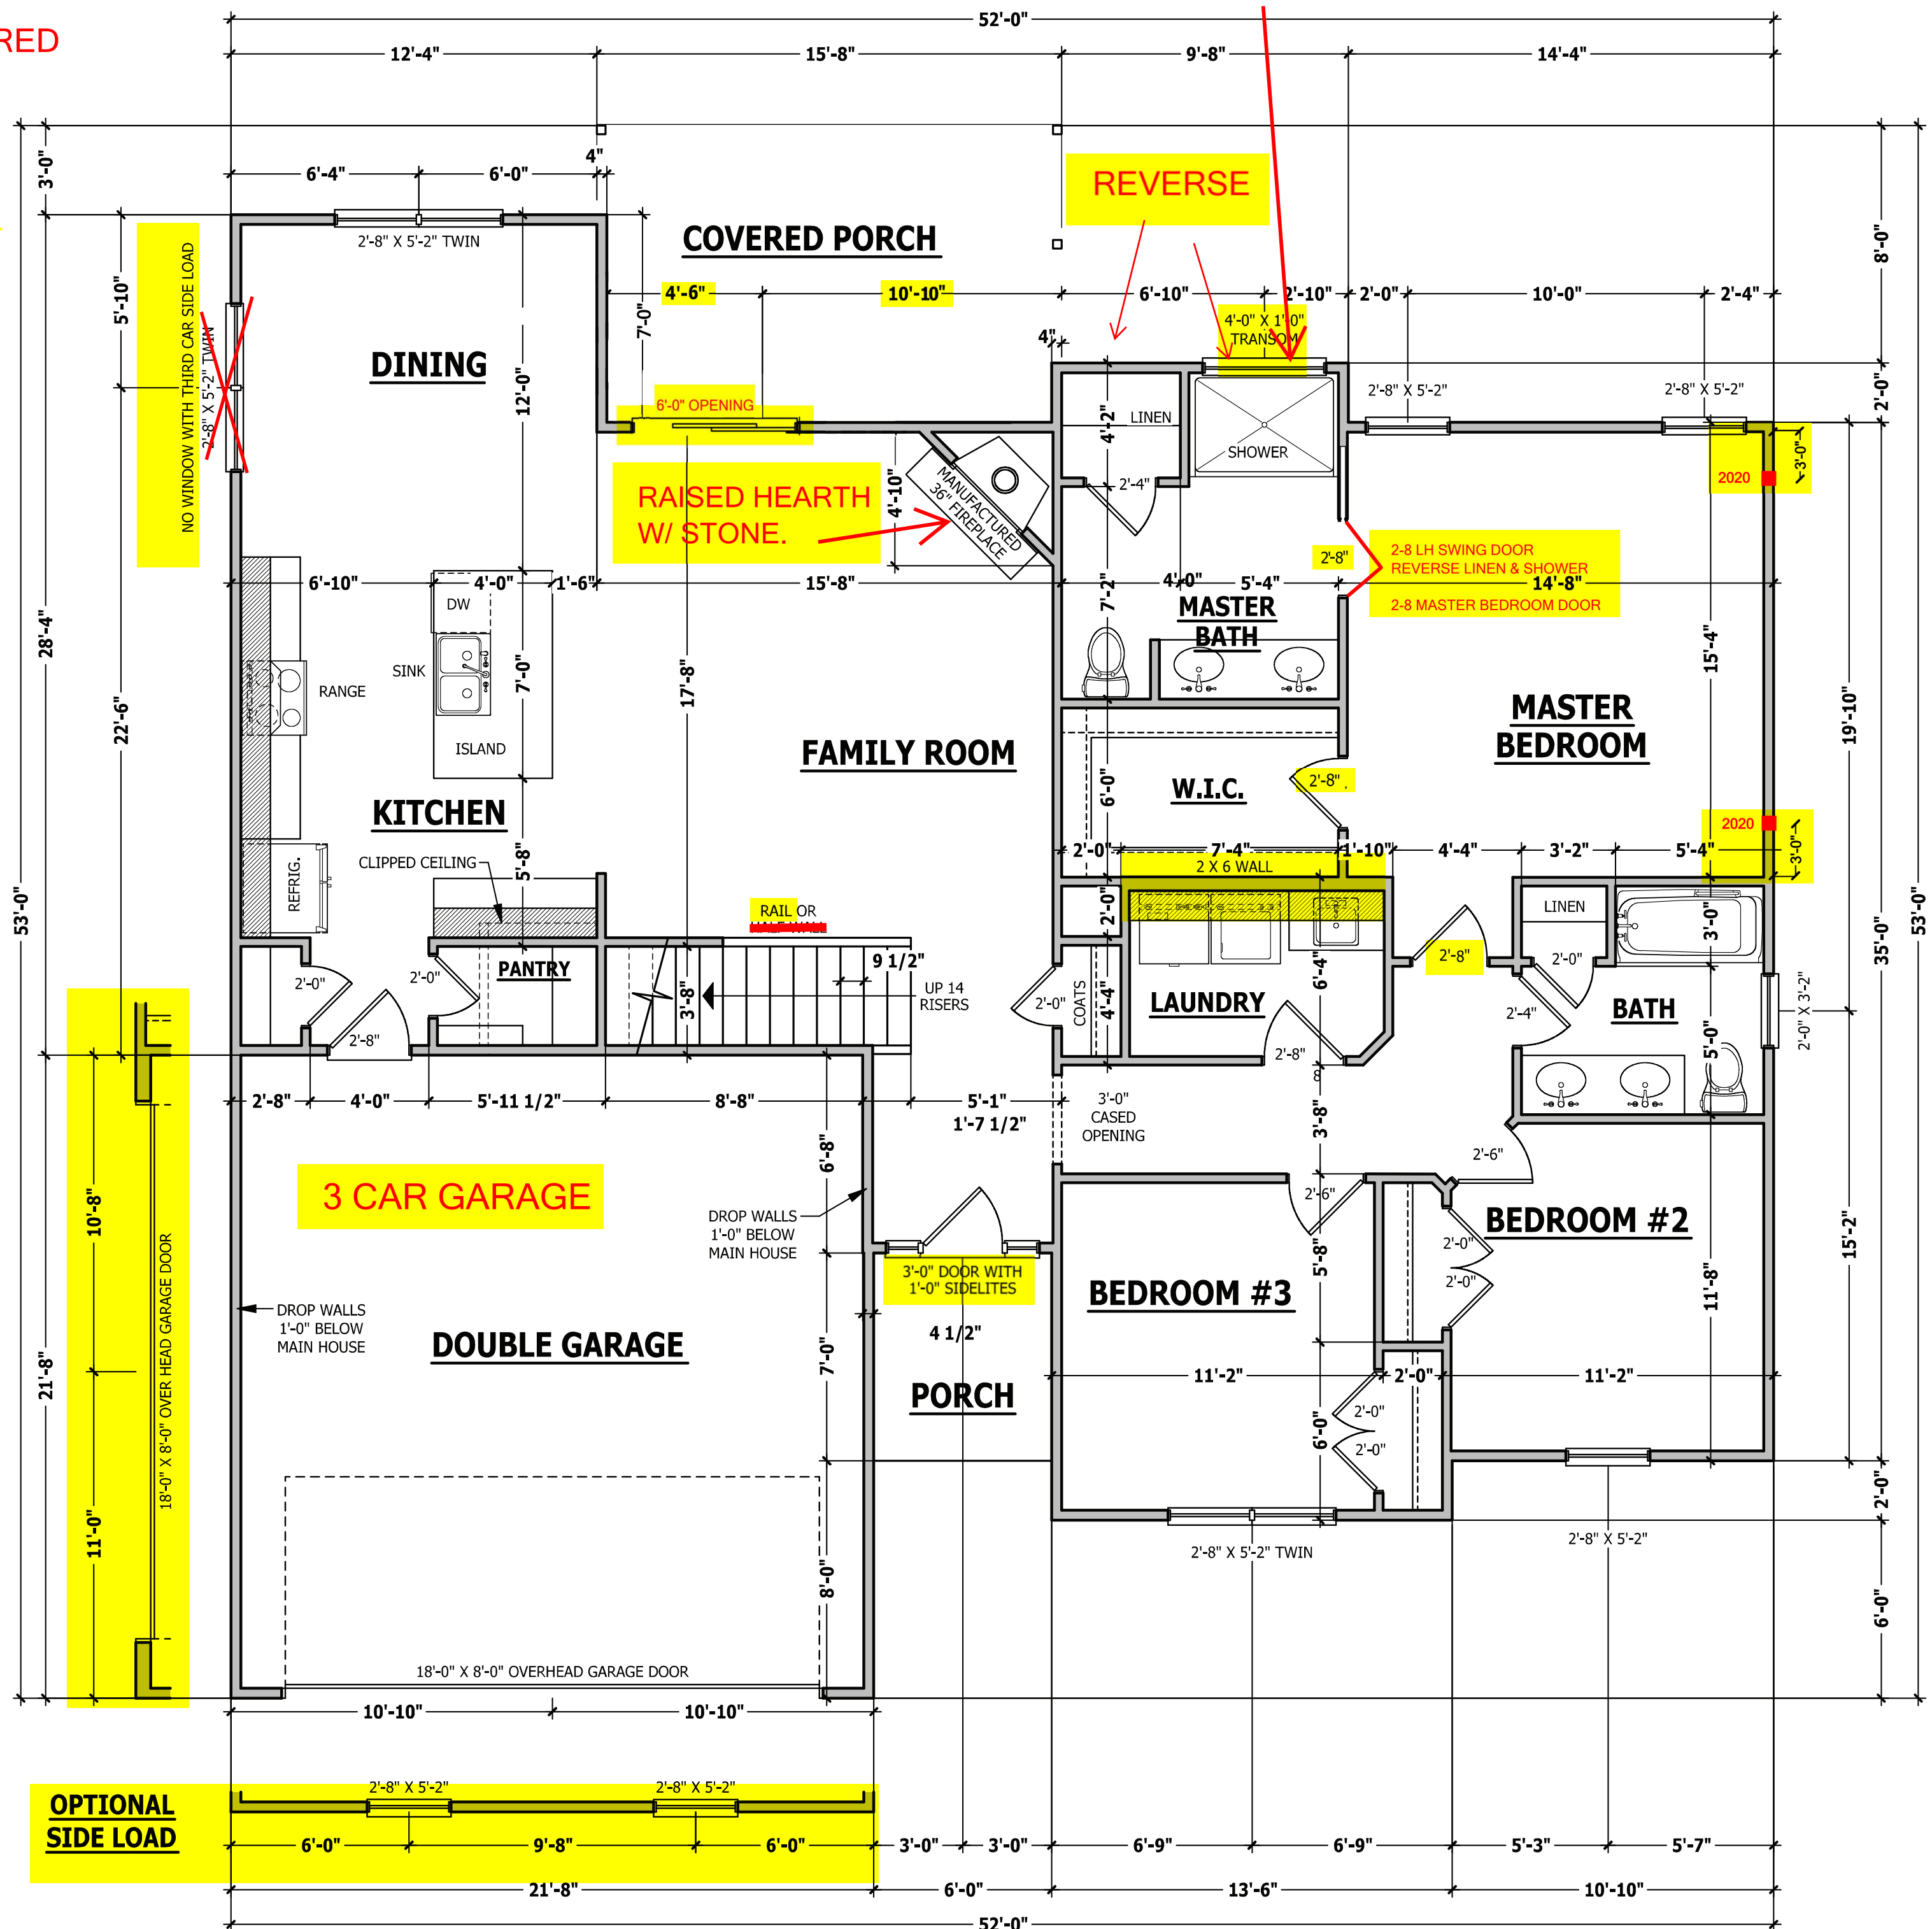 RED
52'-0"
12'-4"
15'-8"
9'-8"
14'-4"
3'-0"
6'-4"
6'-0"
4"
REVERSE
2'-8" X 5'-2" TWIN
COVERED PORCH
8'-0"
NO WINDOW WITH THIRD CAR SIDE LOAD
2'-8" X 5'-2" TWIN
5'-10"
4'-6"
10'-10"
6'-10"
2'-10"
2'-0"
10'-0"
2'-4"
7'-0"
4'-0" X 1'-0"
TRANSOM
4"
DINING
12'-0"
2'-8" X 5'-2"
2'-8" X 5'-2"
2'-0"
6'-0" OPENING
4'-2"
LINEN
SHOWER
3'-0"
2020
RAISED HEARTH
W/ STONE.
4'-10"
MANUFACTURED
36" FIREPLACE
2'-4"
2'-8"
2-8 LH SWING DOOR
REVERSE LINEN & SHOWER
14'-8"
2-8 MASTER BEDROOM DOOR
6'-10"
4'-0"
1'-6"
15'-8"
7'-2"
4'-0"
5'-4"
DW
MASTER
BATH
28'-4"
22'-6"
SINK
RANGE
7'-0"
17'-8"
15'-4"
ISLAND
FAMILY ROOM
MASTER
BEDROOM
19'-10"
W.I.C.
2'-8"
6'-0"
KITCHEN
2020
3'-0"
CLIPPED CEILING
5'-8"
REFRIG.
2'-0"
7'-4"
1'-10"
4'-4"
3'-2"
5'-4"
2 X 6 WALL
53'-0"
53'-0"
35'-0"
RAIL OR
2'-0"
LINEN
3'-0"
9 1/2"
2'-0"
2'-0"
PANTRY
2'-8"
3'-8"
UP 14
RISERS
2'-0"
COATS
4'-4"
LAUNDRY
6'-4"
2'-8"
2'-8"
2'-0"
2'-4"
BATH
5'-0"
2'-0" X 3'-2"
8
2'-8"
4'-0"
5'-11 1/2"
8'-8"
5'-1"
1'-7 1/2"
3'-0"
CASED
OPENING
3'-8"
6'-8"
2'-6"
3 CAR GARAGE
10'-8"
DROP WALLS
1'-0" BELOW
MAIN HOUSE
2'-6"
BEDROOM #2
2'-0"
2'-0"
15'-2"
3'-0" DOOR WITH
1'-0" SIDELITES
BEDROOM #3
5'-8"
11'-8"
DROP WALLS
1'-0" BELOW
MAIN HOUSE
18'-0" X 8'-0" OVER HEAD GARAGE DOOR
4 1/2"
DOUBLE GARAGE
7'-0"
21'-8"
11'-2"
2'-0"
11'-2"
PORCH
2'-0"
2'-0"
6'-0"
2'-0"
11'-0"
8'-0"
2'-8" X 5'-2" TWIN
2'-8" X 5'-2"
6'-0"
18'-0" X 8'-0" OVERHEAD GARAGE DOOR
10'-10"
10'-10"
OPTIONAL
SIDE LOAD
2'-8" X 5'-2"
2'-8" X 5'-2"
6'-0"
9'-8"
6'-0"
3'-0"
3'-0"
6'-9"
6'-9"
5'-3"
5'-7"
21'-8"
6'-0"
13'-6"
10'-10"
52'-0"